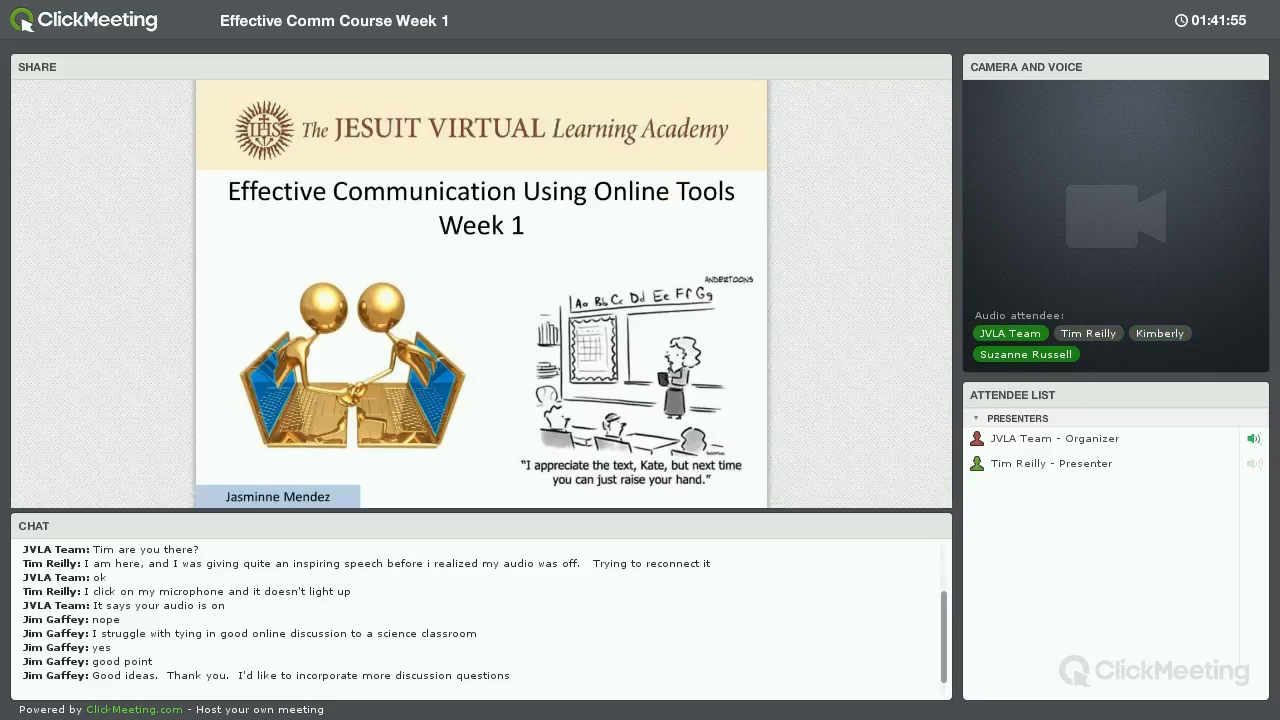 ClickMeeting
Effective Comm Course Week 1
01:41:55
SHARE
IHS
The JESUIT VIRTUAL Learning Academy
Effective Communication Using Online Tools
Week 1
ANDERTOONS
Aa Bb Cc Dd Ee Ff Gg
"I appreciate the text, Kate, but next time
you can just raise your hand."
Jasminne Mendez
CHAT
JVLA Team: Tim are you there?
Tim Reilly: I am here, and I was giving quite an inspiring speech before i realized my audio was off. Trying to reconnect it
JVLA Team: ok
Tim Reilly: I click on my microphone and it doesn't light up
JVLA Team: It says your audio is on
Jim Gaffey: nope
Jim Gaffey: I struggle with tying in good online discussion to a science classroom
Jim Gaffey: yes
Jim Gaffey: good point
Jim Gaffey: Good ideas. Thank you. I'd like to incorporate more discussion questions
CAMERA AND VOICE
Audio attendee:
JVLA Team Tim Reilly Kimberly
Suzanne Russell
ATTENDEE LIST
PRESENTERS
JVLA Team - Organizer
Tim Reilly - Presenter
ClickMeeting
Powered by ClickMeeting.com - Host your own meeting